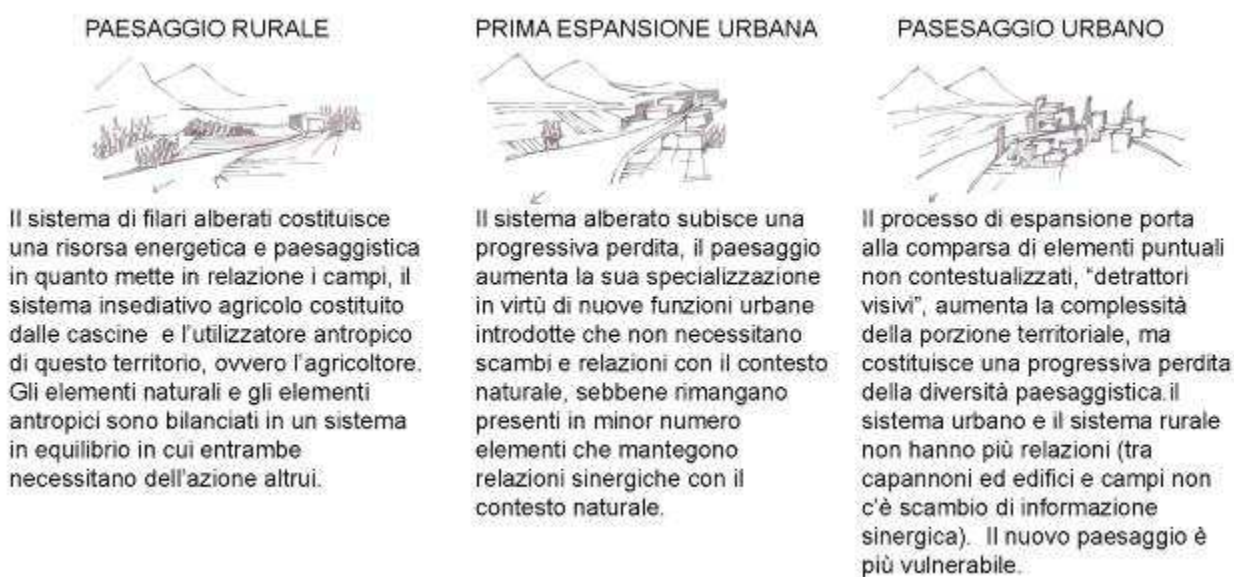 PAESAGGIO RURALE
Il sistema di filari alberati costituisce
una risorsa energetica e paesaggistica
in quanto mette in relazione i campi, il
sistema insediativo agricolo costituito
dalle cascine e l'utilizzatore antropico
di questo territorio, ovvero l'agricoltore.
Gli elementi naturali e gli elementi
antropici sono bilanciati in un sistema
in equilibrio in cui entrambe
necessitano dell'azione altrui.
PRIMA ESPANSIONE URBANA
Il sistema alberato subisce una
progressiva perdita, il paesaggio
aumenta la sua specializzazione
in virtù di nuove funzioni urbane
introdotte che non necessitano
scambi e relazioni con il contesto
naturale, sebbene rimangano
presenti in minor numero
elementi che mantegono
relazioni sinergiche con il
contesto naturale.
PASESAGGIO URBANO
Il processo di espansione porta
alla comparsa di elementi puntuali
non contestualizzati, "detrattori
visivi", aumenta la complessità
della porzione territoriale, ma
costituisce una progressiva perdita
della diversità paesaggistica.il
sistema urbano e il sistema rurale
non hanno più relazioni (tra
capannoni ed edifici e campi non
c'è scambio di informazione
sinergica). Il nuovo paesaggio è
più vulnerabile.